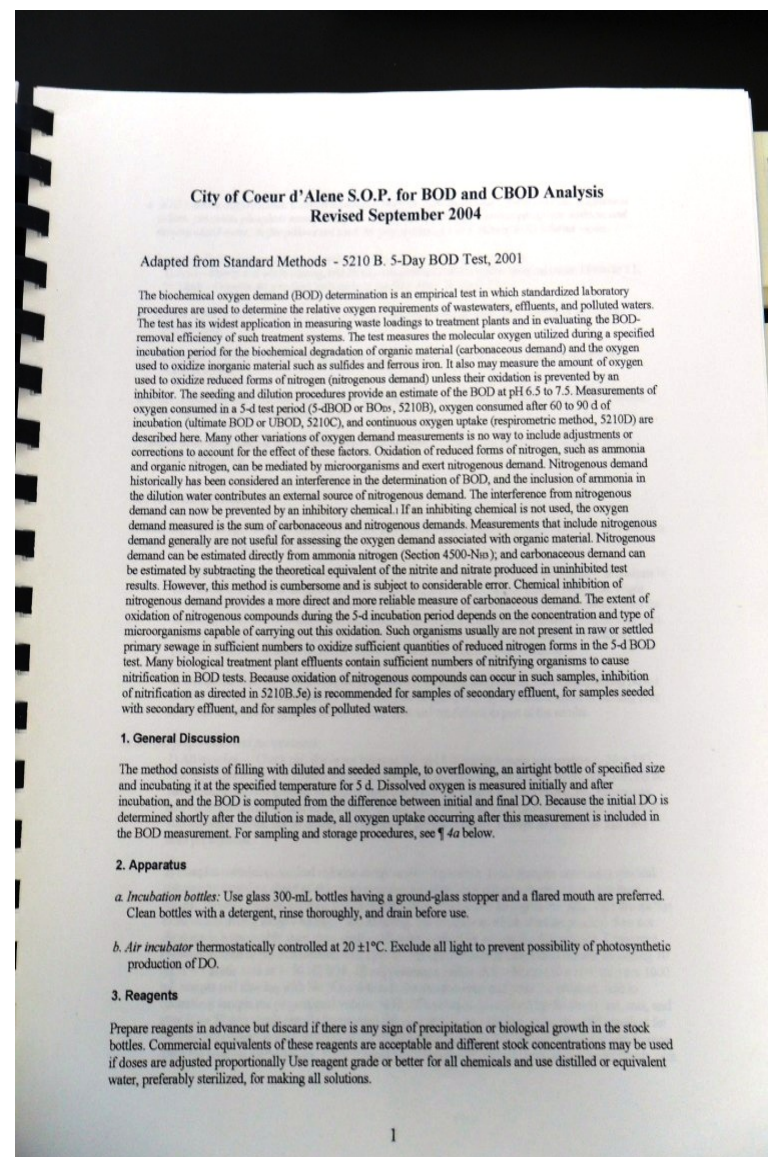 City of Coeur d'Alene S.O.P. for BOD and CBOD Analysis
Revised September 2004
Adapted from Standard Methods - 5210 B. 5-Day BOD Test, 2001
The biochemical oxygen demand (BOD) determination is an empirical test in which standardized laboratory
procedures are used to determine the relative oxygen requirements of wastewaters, effluents, and polluted waters.
The test has its widest application in measuring waste loadings to treatment plants and in evaluating the BOD-
removal efficiency of such treatment systems. The test measures the molecular oxygen utilized during a specified
incubation period for the biochemical degradation of organic material (carbonaceous demand) and the oxygen
used to oxidize inorganic material such as sulfides and ferrous iron. It also may measure the amount of oxygen
used to oxidize reduced forms of nitrogen (nitrogenous demand) unless their oxidation is prevented by an
inhibitor. The seeding and dilution procedures provide an estimate of the BOD at pH 6.5 to 7.5. Measurements of
oxygen consumed in a 5-d test period (5-dBOD or BOD5, 5210B), oxygen consumed after 60 to 90 d of
incubation (ultimate BOD or UBOD, 5210C), and continuous oxygen uptake (respirometric method, 5210D) are
described here. Many other variations of oxygen demand measurements is no way to include adjustments or
corrections to account for the effect of these factors. Oxidation of reduced forms of nitrogen, such as ammonia
and organic nitrogen, can be mediated by microorganisms and exert nitrogenous demand. Nitrogenous demand
historically has been considered an interference in the determination of BOD, and the inclusion of ammonia in
the dilution water contributes an external source of nitrogenous demand. The interference from nitrogenous
demand can now be prevented by an inhibitory chemical.1 If an inhibiting chemical is not used, the oxygen
demand measured is the sum of carbonaceous and nitrogenous demands. Measurements that include nitrogenous
demand generally are not useful for assessing the oxygen demand associated with organic material. Nitrogenous
demand can be estimated directly from ammonia nitrogen (Section 4500-NH3); and carbonaceous demand can
be estimated by subtracting the theoretical equivalent of the nitrite and nitrate produced in uninhibited test
results. However, this method is cumbersome and is subject to considerable error. Chemical inhibition of
nitrogenous demand provides a more direct and more reliable measure of carbonaceous demand. The extent of
oxidation of nitrogenous compounds during the 5-d incubation period depends on the concentration and type of
microorganisms capable of carrying out this oxidation. Such organisms usually are not present in raw or settled
primary sewage in sufficient numbers to oxidize sufficient quantities of reduced nitrogen forms in the 5-d BOD
test. Many biological treatment plant effluents contain sufficient numbers of nitrifying organisms to cause
nitrification in BOD tests. Because oxidation of nitrogenous compounds can occur in such samples, inhibition
of nitrification as directed in 5210B.5e) is recommended for samples of secondary effluent, for samples seeded
with secondary effluent, and for samples of polluted waters.
1. General Discussion
The method consists of filling with diluted and seeded sample, to overflowing, an airtight bottle of specified size
and incubating it at the specified temperature for 5 d. Dissolved oxygen is measured initially and after
incubation, and the BOD is computed from the difference between initial and final DO. Because the initial DO is
determined shortly after the dilution is made, all oxygen uptake occurring after this measurement is included in
the BOD measurement. For sampling and storage procedures, see ¶ 4a below.
2. Apparatus
a. Incubation bottles: Use glass 300-mL bottles having a ground-glass stopper and a flared mouth are preferred.
Clean bottles with a detergent, rinse thoroughly, and drain before use.
b. Air incubator thermostatically controlled at 20 ±1°C. Exclude all light to prevent possibility of photosynthetic
production of DO.
3. Reagents
Prepare reagents in advance but discard if there is any sign of precipitation or biological growth in the stock
bottles. Commercial equivalents of these reagents are acceptable and different stock concentrations may be used
if doses are adjusted proportionally Use reagent grade or better for all chemicals and use distilled or equivalent
water, preferably sterilized, for making all solutions.
1